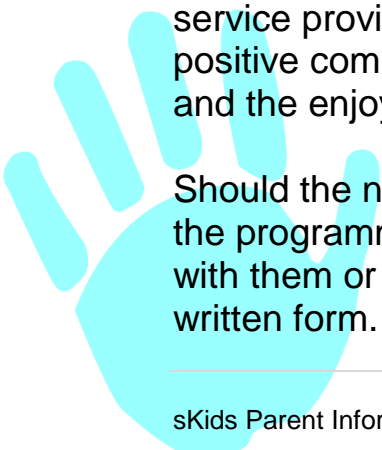 service provi
positive com
and the enjoy
Should the n
the programm
with them or
written form.
sKids Parent Infor